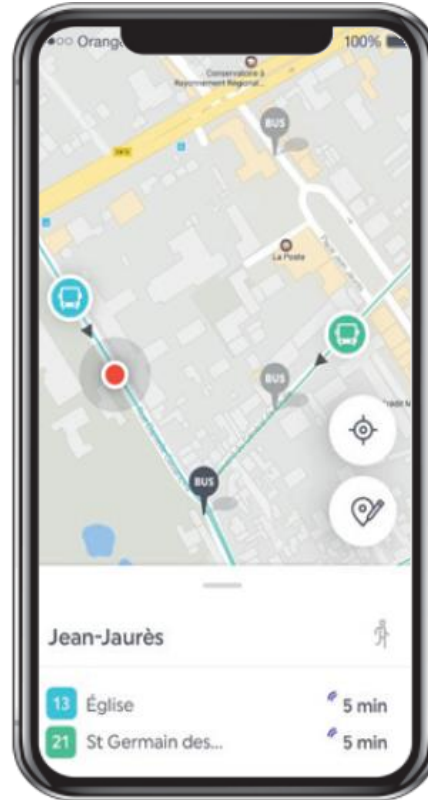 Orange
100%
Conservatoire à
Rayonnement Régional...
BUS
La Poste
BUS
BUS
Jean-Jaurès
13 Église 5 min
21 St Germain des... 5 min